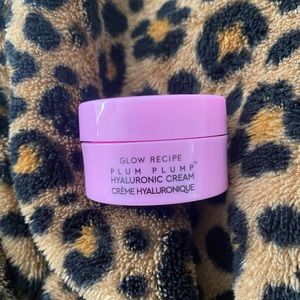 GLOW RECIPE
PLUM PLUMP™
HYALURONIC CREAM
CRÈME HYALURONIQUE